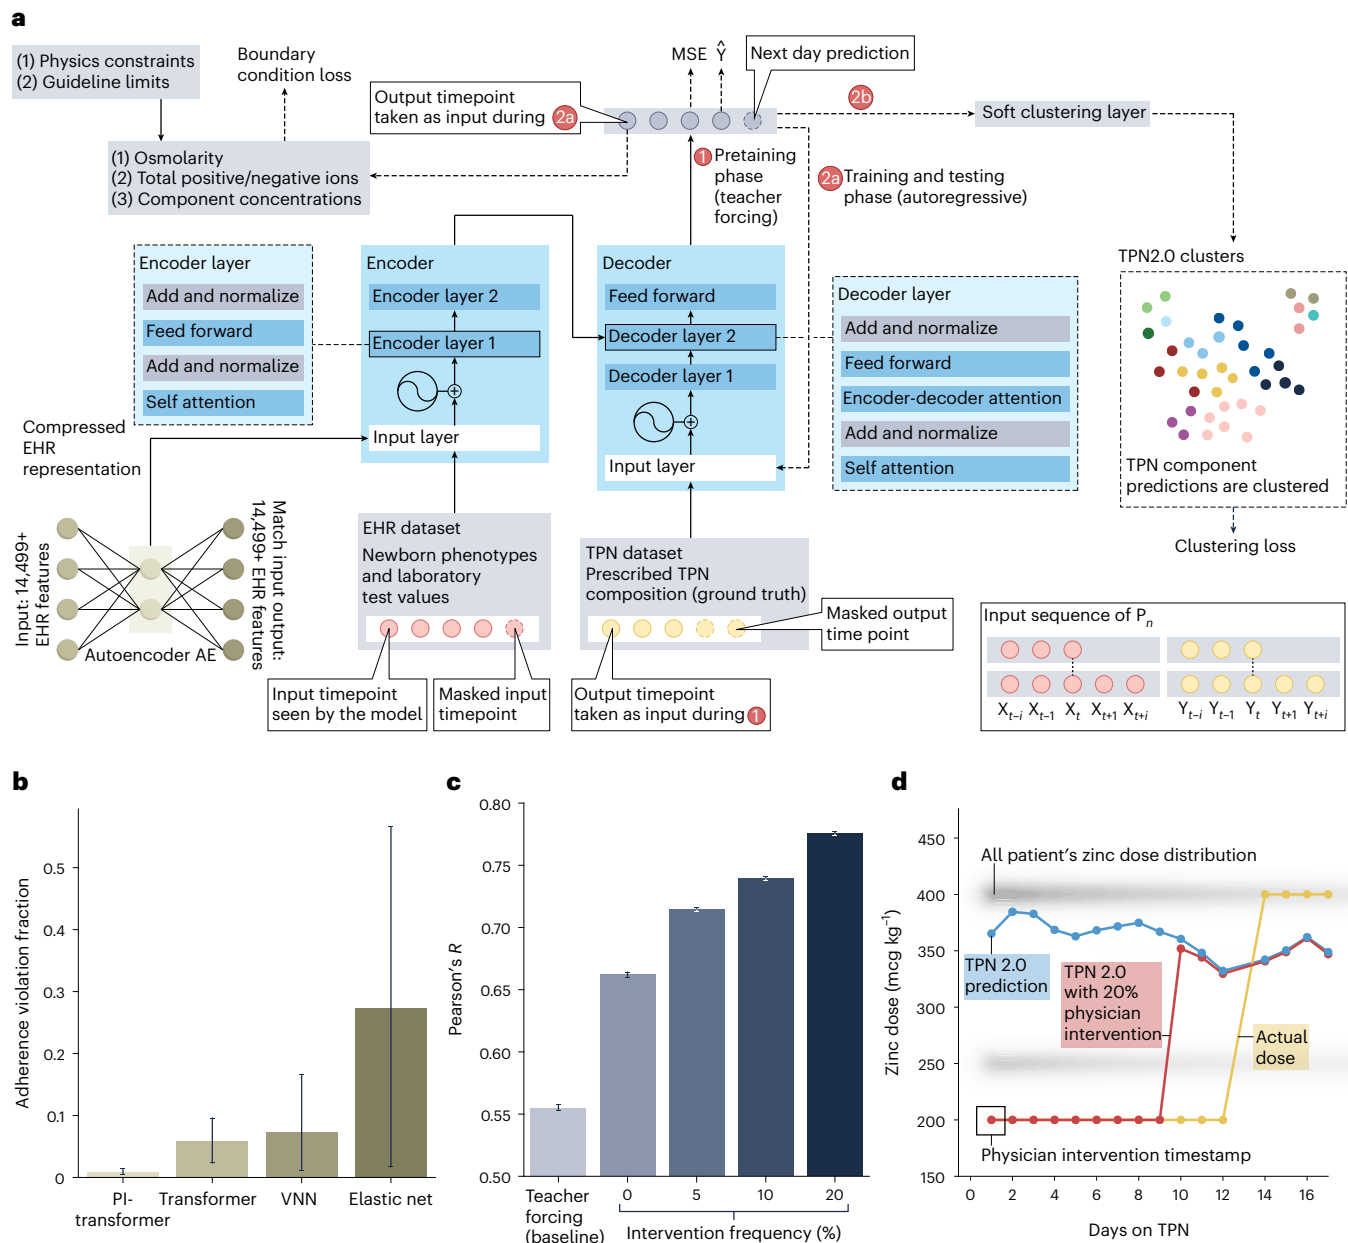 a
(1) Physics constraints
(2) Guideline limits
Boundary
condition loss
(1) Osmolarity
(2) Total positive/negative ions
(3) Component concentrations
Output timepoint
taken as input during 2a
MSE
Ŷ
Next day prediction
2b
Soft clustering layer
1 Pretaining
phase
(teacher
forcing)
2a Training and testing
phase (autoregressive)
Encoder layer
Add and normalize
Feed forward
Add and normalize
Self attention
Encoder
Encoder layer 2
Encoder layer 1
Input layer
Decoder
Feed forward
Decoder layer 2
Decoder layer 1
Input layer
Decoder layer
Add and normalize
Feed forward
Encoder-decoder attention
Add and normalize
Self attention
TPN2.0 clusters
TPN component
predictions are clustered
Clustering loss
Compressed
EHR
representation
Input: 14,499+
EHR features
Match input output:
14,499+ EHR features
Autoencoder AE
EHR dataset
Newborn phenotypes
and laboratory
test values
Input timepoint
seen by the model
Masked input
timepoint
TPN dataset
Prescribed TPN
composition (ground truth)
Masked output
time point
Output timepoint
taken as input during 1
Input sequence of Pn
Xt–i Xt–1 Xt Xt+1 Xt+i
Yt–i Yt–1 Yt Yt+1 Yt+i
b
Adherence violation fraction
0.5
0.4
0.3
0.2
0.1
0
PI-
transformer
Transformer
VNN
Elastic net
c
Pearson's R
0.80
0.75
0.70
0.65
0.60
0.55
0.50
Teacher
forcing
(baseline)
0 5 10 20
Intervention frequency (%)
d
Zinc dose (mcg kg–1)
450
400
350
300
250
200
150
All patient's zinc dose distribution
TPN 2.0
prediction
TPN 2.0
with 20%
physician
intervention
Actual
dose
Physician intervention timestamp
0 2 4 6 8 10 12 14 16
Days on TPN